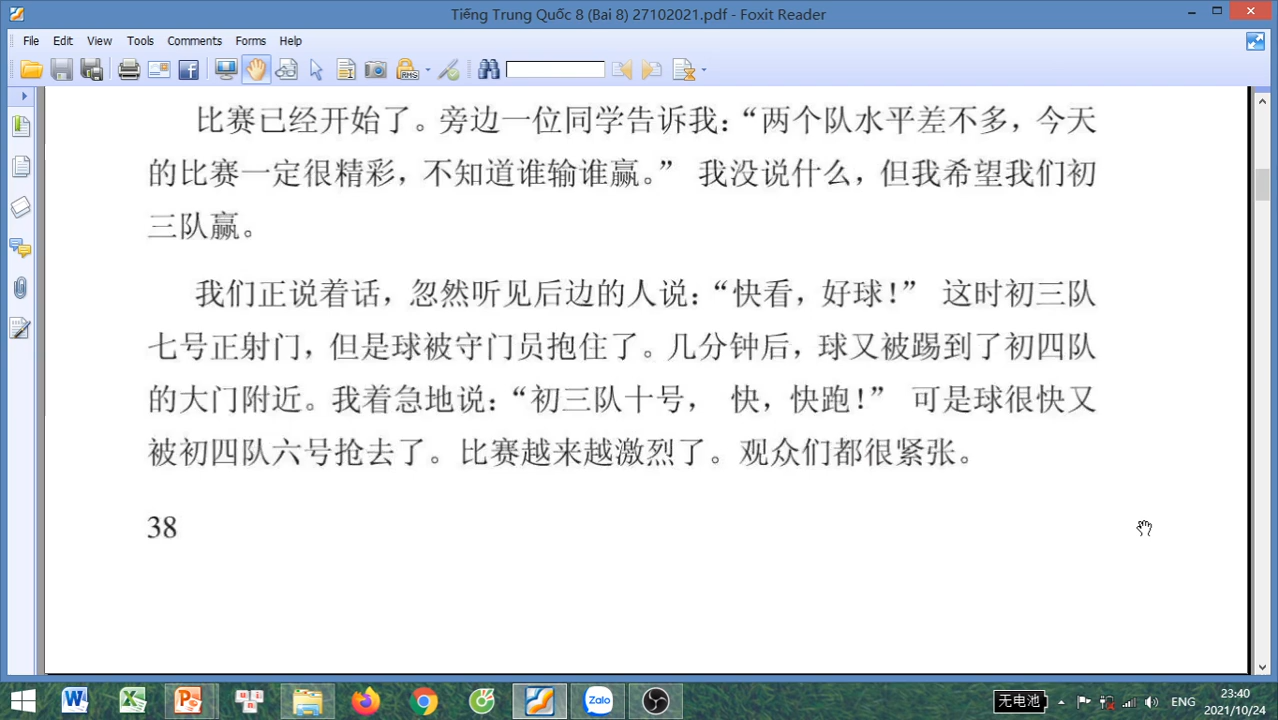 Tiếng Trung Quốc 8 (Bai 8) 27102021.pdf - Foxit Reader
File Edit View Tools Comments Forms Help
比赛已经开始了。旁边一位同学告诉我：“两个队水平差不多，今天
的比赛一定很精彩，不知道谁输谁赢。” 我没说什么，但我希望我们初
三队赢。
我们正说着话，忽然听见后边的人说：“快看，好球！” 这时初三队
七号正射门，但是球被守门员抱住了。几分钟后，球又被踢到了初四队
的大门附近。我着急地说：“初三队十号， 快，快跑！” 可是球很快又
被初四队六号抢去了。比赛越来越激烈了。观众们都很紧张。
38
无电池 ENG 23:40
2021/10/24